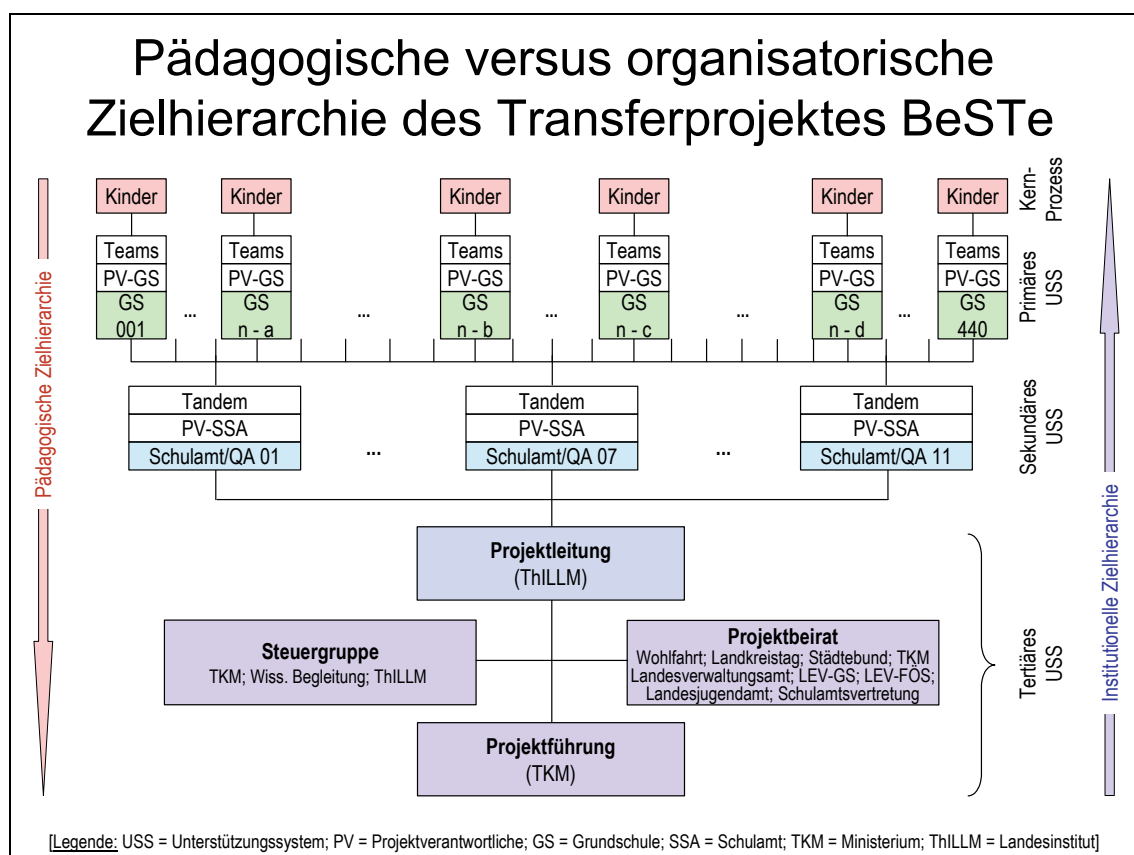 Pädagogische versus organisatorische
Zielhierarchie des Transferprojektes BeSTe
Kinder Kinder Kinder Kinder Kinder Kinder
Kern-
Prozess
Teams Teams Teams Teams Teams Teams
PV-GS PV-GS PV-GS PV-GS PV-GS PV-GS
GS GS GS GS GS GS
... ... ... ... ...
001 n - a n - b n - c n - d 440
Primäres
USS
Tandem Tandem Tandem
PV-SSA PV-SSA PV-SSA
Schulamt/QA 01 ... Schulamt/QA 07 ... Schulamt/QA 11
Sekundäres
USS
Pädagogische Zielhierarchie
Institutionelle Zielhierarchie
Projektleitung
(ThILLM)
Steuergruppe
TKM; Wiss. Begleitung; ThILLM
Projektbeirat
Wohlfahrt; Landkreistag; Städtebund; TKM
Landesverwaltungsamt; LEV-GS; LEV-FÖS;
Landesjugendamt; Schulamtsvertretung
Tertiäres
USS
Projektführung
(TKM)
[Legende: USS = Unterstützungssystem; PV = Projektverantwortliche; GS = Grundschule; SSA = Schulamt; TKM = Ministerium; ThILLM = Landesinstitut]